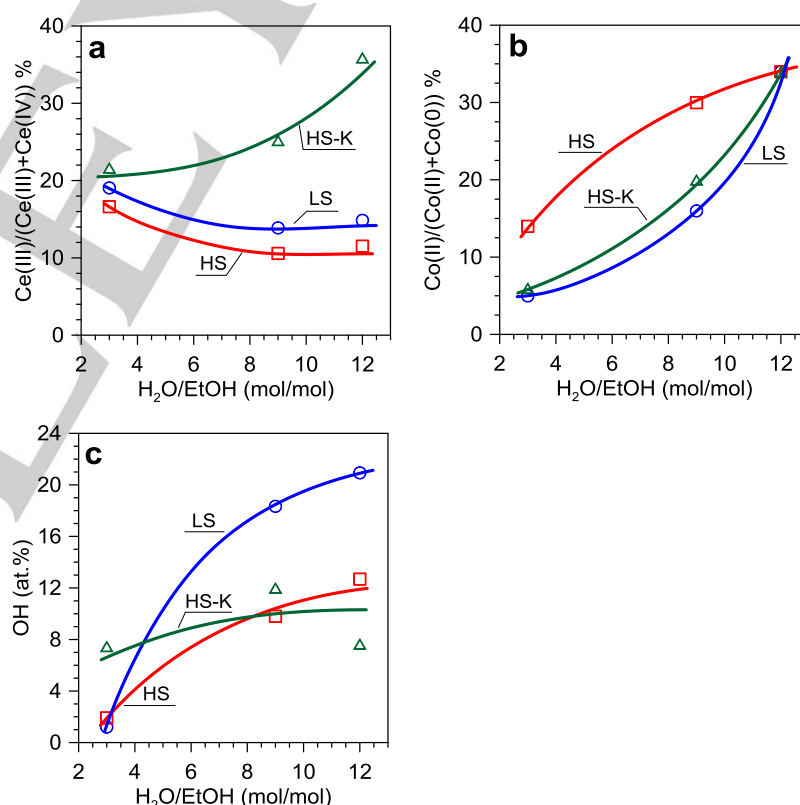 a
Ce(III)/(Ce(III)+Ce(IV)) %
40
30
20
10
0
HS-K
LS
HS
2 4 6 8 10 12
H₂O/EtOH (mol/mol)
b
Co(II)/(Co(II)+Co(0)) %
40
30
20
10
0
HS
HS-K
LS
2 4 6 8 10 12
H₂O/EtOH (mol/mol)
c
OH (at.%)
24
20
16
12
8
4
0
LS
HS-K
HS
2 4 6 8 10 12
H₂O/EtOH (mol/mol)